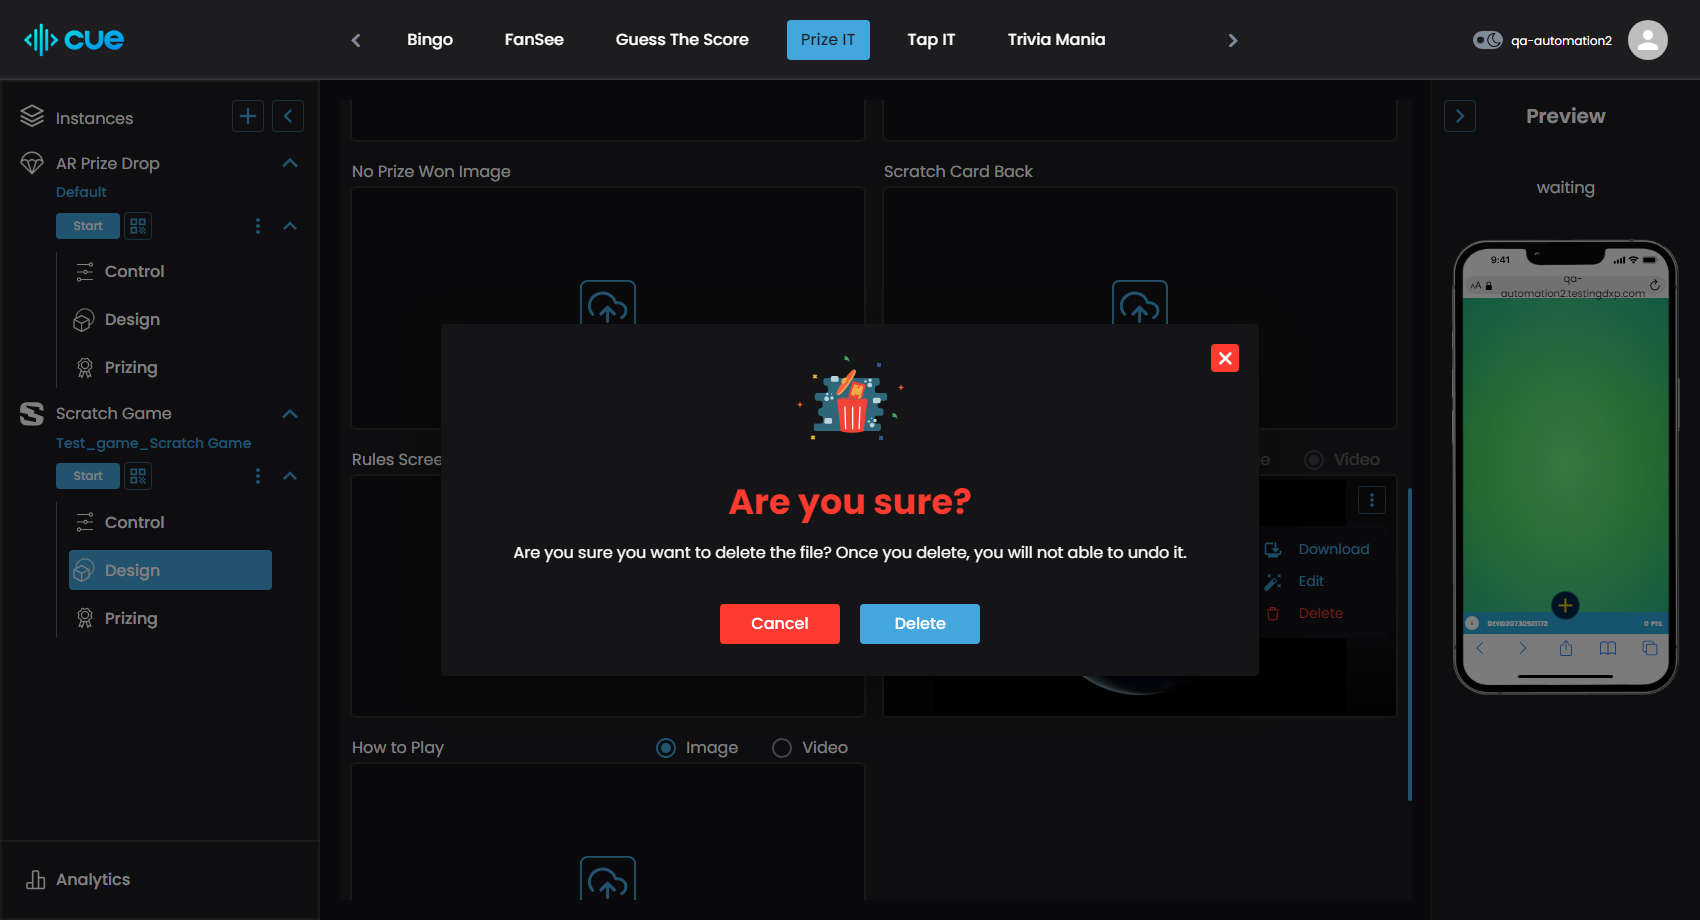 cue
Bingo
FanSee
Guess The Score
Prize IT
Tap IT
Trivia Mania
qa-automation2
Instances
AR Prize Drop
Default
Start
Control
Design
Prizing
Scratch Game
Test_game_Scratch Game
Start
Control
Design
Prizing
Analytics
No Prize Won Image
Scratch Card Back
Rules Scree
e
Video
Download
Edit
Delete
Are you sure?
Are you sure you want to delete the file? Once you delete, you will not able to undo it.
Cancel
Delete
How to Play
Image
Video
Preview
waiting
9:41
AA
qa-
automation2.testingdxp.com
0 PTS.